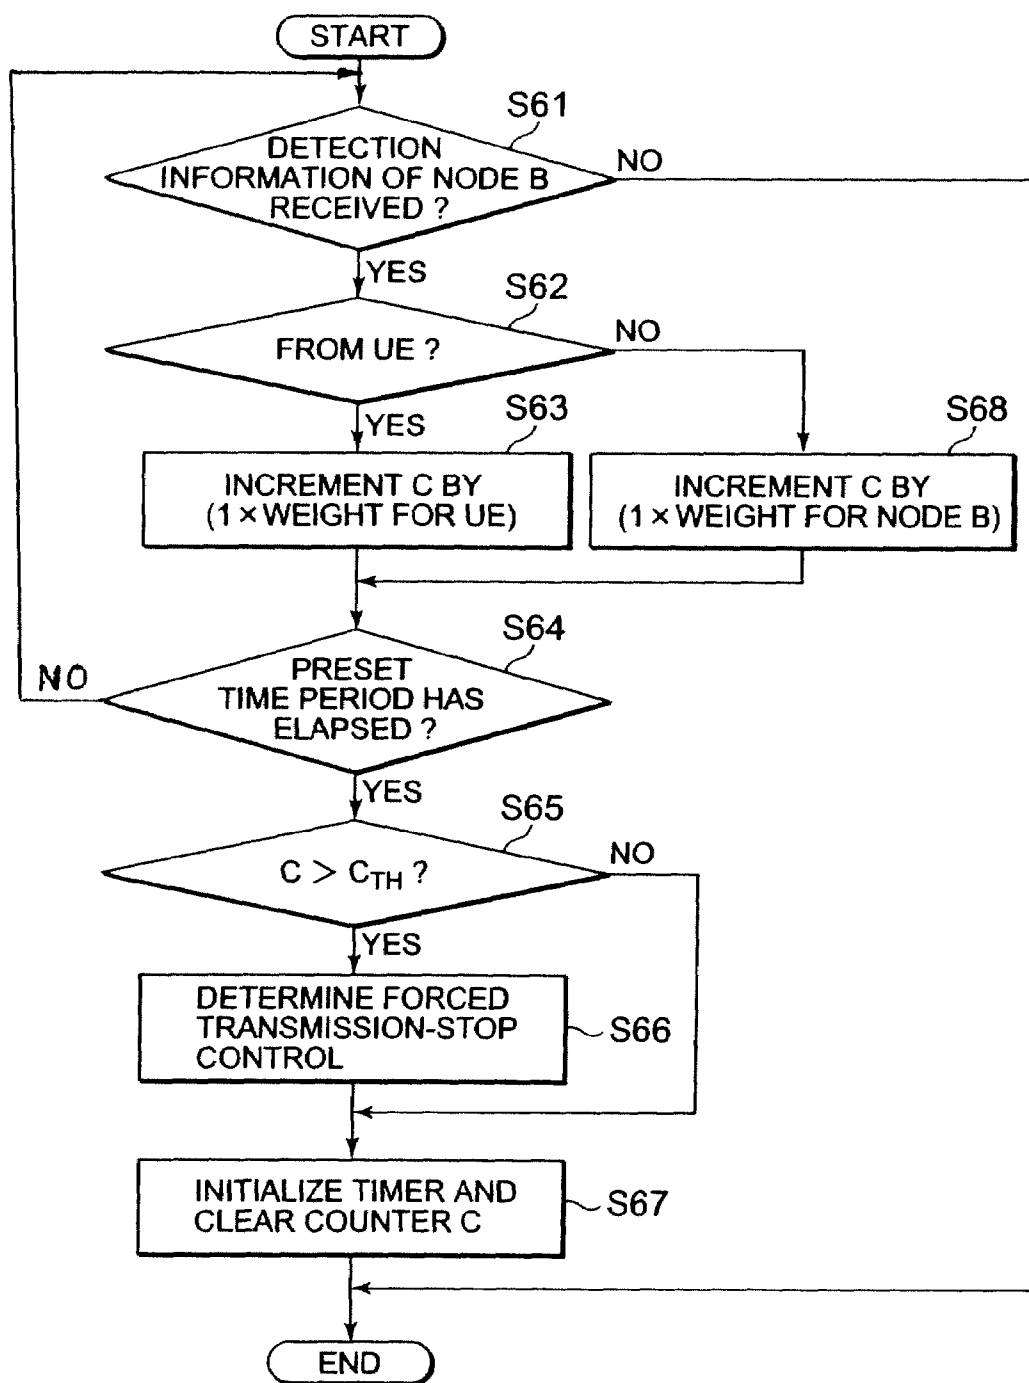 START
S61
DETECTION
INFORMATION OF NODE B
RECEIVED ?
NO
YES
S62
FROM UE ?
NO
YES
S63
INCREMENT C BY
(1 × WEIGHT FOR UE)
S68
INCREMENT C BY
(1 × WEIGHT FOR NODE B)
S64
PRESET
TIME PERIOD HAS
ELAPSED ?
NO
YES
S65
C > C_TH ?
NO
YES
DETERMINE FORCED
TRANSMISSION-STOP
CONTROL
S66
INITIALIZE TIMER AND
CLEAR COUNTER C
S67
END